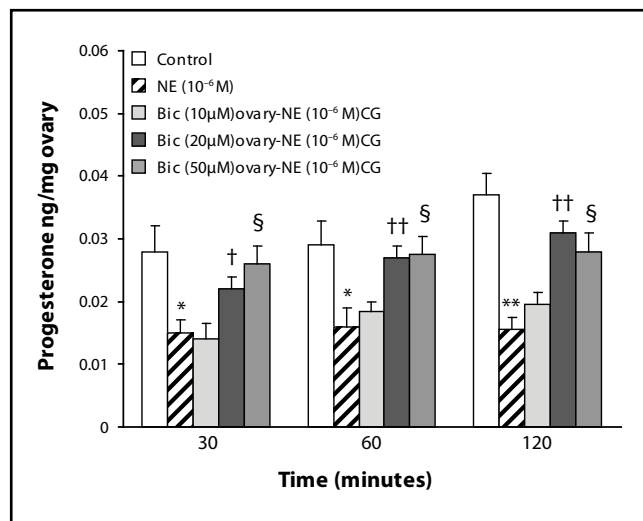 0.06
Control
NE (10⁻⁶ M)
0.05
Bic (10µM)ovary-NE (10⁻⁶ M)CG
Bic (20µM)ovary-NE (10⁻⁶ M)CG
Bic (50µM)ovary-NE (10⁻⁶ M)CG
0.04
0.03
0.02
0.01
0
Progesterone ng/mg ovary
* † § * †† § ** †† §
30 60 120
Time (minutes)